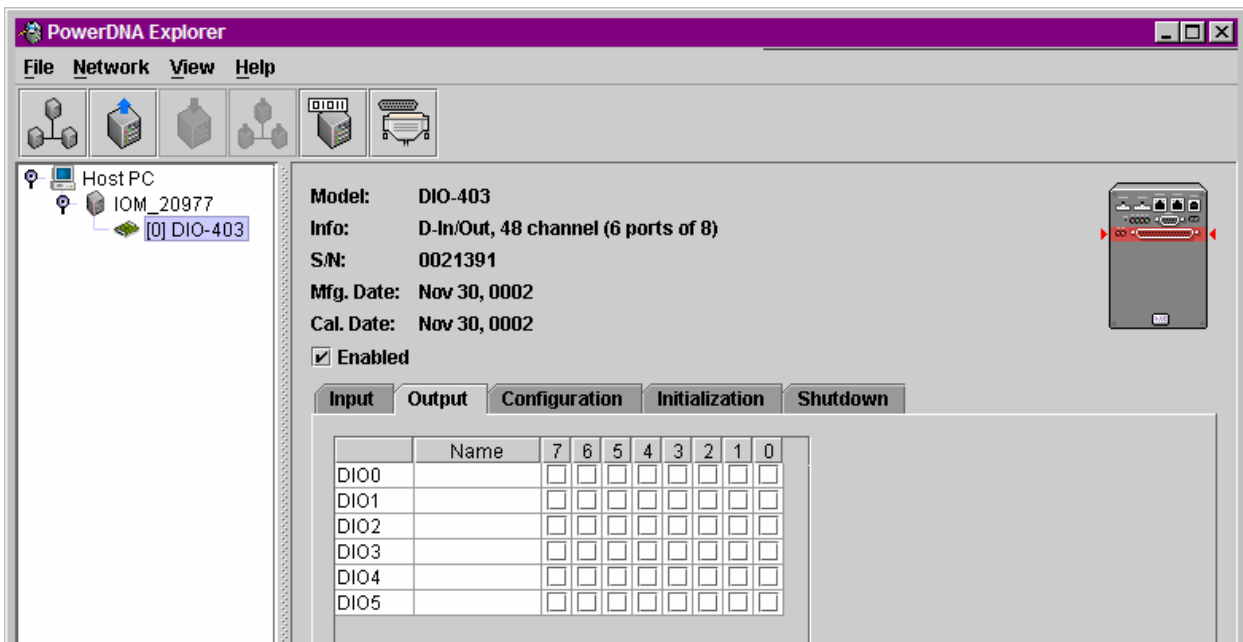 PowerDNA Explorer
File Network View Help
Host PC
IOM_20977
[0] DIO-403
Model: DIO-403
Info: D-In/Out, 48 channel (6 ports of 8)
S/N: 0021391
Mfg. Date: Nov 30, 0002
Cal. Date: Nov 30, 0002
Enabled
Input Output Configuration Initialization Shutdown
Name 7 6 5 4 3 2 1 0
DIO0
DIO1
DIO2
DIO3
DIO4
DIO5